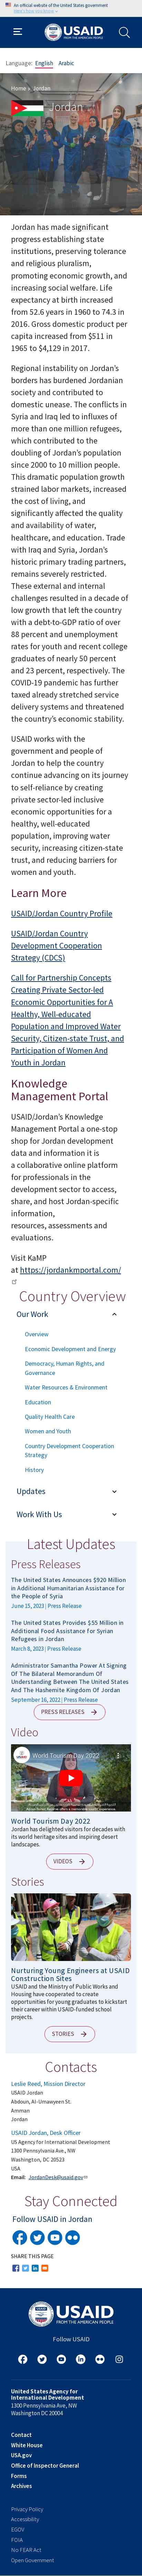 An official website of the United States government
Here's how you know
USAID
FROM THE AMERICAN PEOPLE
Language: English Arabic
Home » Jordan
Jordan
Jordan has made significant
progress establishing state
institutions, preserving tolerance
and religious pluralism,
promoting economic growth, and
increasing social welfare. Life
expectancy at birth increased
from 52.6 years in 1960 to 74.3 in
2016. Gross domestic product per
capita increased from $511 in
1965 to $4,129 in 2017.
Regional instability on Jordan’s
borders has burdened Jordanian
society and put continued
demand on the state. The conflicts in
Syria and Iraq led to influxes of
more than one million refugees,
which doubled Jordan’s population
since 2000 to 10 million people.
This dramatic population growth
strained labor markets, increased
the cost of living, and
significantly affected the quality
and availability of water,
healthcare, and education. Trade
with Iraq and Syria, Jordan’s
historic primary trading partners,
remains severely restricted.
These internal and external
challenges have resulted in a decade
of slow growth, coupled
with a debt-to-GDP ratio of over
88 percent and unemployment
rates for youth and recent college
graduates of nearly 50 percent
and 23 percent, respectively. The
COVID-19 pandemic has further
taxed already stretched service
delivery systems and threatened
the country’s economic stability.
USAID works with the
government and people of
Jordan to advance the country on its journey
to self-reliance by creating
private sector-led inclusive
economic opportunities for a
healthy, well-educated
population, improving water
security, increasing citizen-state
trust, and improving the lives of
women and youth.
Learn More
USAID/Jordan Country Profile
USAID/Jordan Country
Development Cooperation
Strategy (CDCS)
Call for Partnership Concepts
Creating Private Sector-led
Economic Opportunities for A
Healthy, Well-educated
Population and Improved Water
Security, Citizen-state Trust, and
Participation of Women And
Youth in Jordan
Knowledge
Management Portal
USAID/Jordan’s Knowledge
Management Portal is a one-stop
shop for Jordan development
data and information. It is a
collaborative online platform
for professionals in the
development sector to access,
share, and learn about Jordan-
specific information,
resources, assessments and
evaluations.
Visit KaMP
at https://jordankmportal.com/
Country Overview
Our Work
Overview
Economic Development and Energy
Democracy, Human Rights, and
Governance
Water Resources & Environment
Education
Quality Health Care
Women and Youth
Country Development Cooperation
Strategy
History
Updates
Work With Us
Latest Updates
Press Releases
The United States Announces $920 Million
in Additional Humanitarian Assistance for
the People of Syria
June 15, 2023 | Press Release
The United States Provides $55 Million in
Additional Food Assistance for Syrian
Refugees in Jordan
March 8, 2023 | Press Release
Administrator Samantha Power At Signing
Of The Bilateral Memorandum Of
Understanding Between The United States
And The Hashemite Kingdom Of Jordan
September 16, 2022 | Press Release
PRESS RELEASES
Video
World Tourism Day 2022
World Tourism Day 2022
Jordan has delighted visitors for decades with
its world heritage sites and inspiring desert
landscapes.
VIDEOS
Stories
Nurturing Young Engineers at USAID
Construction Sites
USAID and the Ministry of Public Works and
Housing have cooperated to create
opportunities for young graduates to kickstart
their career within USAID-funded school
projects.
STORIES
Contacts
Leslie Reed, Mission Director
USAID Jordan
Abdoun, Al-Umawayeen St.
Amman
Jordan
USAID Jordan, Desk Officer
US Agency for International Development
1300 Pennsylvania Ave., NW
Washington, DC 20523
USA
Email: JordanDesk@usaid.gov
Stay Connected
Follow USAID in Jordan
SHARE THIS PAGE
USAID
FROM THE AMERICAN PEOPLE
Follow USAID
United States Agency for
International Development
1300 Pennsylvania Ave, NW
Washington DC 20004
Contact
White House
USA.gov
Office of Inspector General
Forms
Archives
Privacy Policy
Accessibility
EGOV
FOIA
No FEAR Act
Open Government